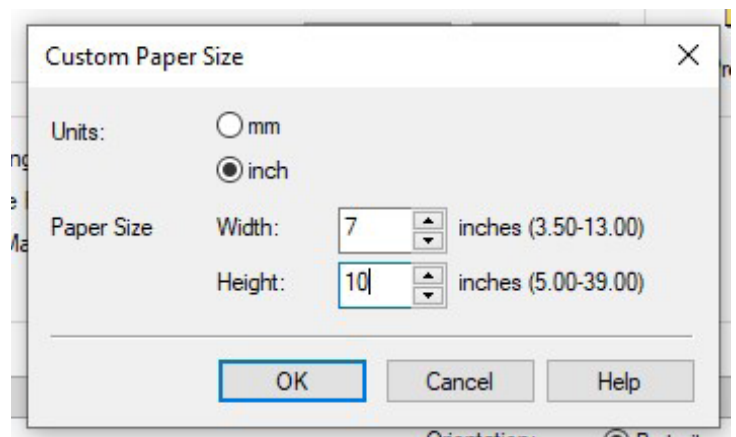 Custom Paper Size
Units:
mm
inch
Paper Size
Width:
7
inches (3.50-13.00)
Height:
10
inches (5.00-39.00)
OK
Cancel
Help